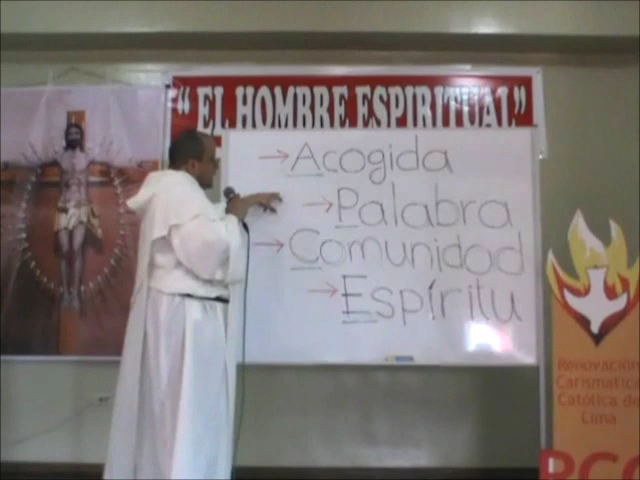 “EL HOMBRE ESPIRITUAL”
→ Acogida
→ Palabra
→ Comunidad
→ Espíritu
Renovación
Carismática
Católica de
Lima
RCC